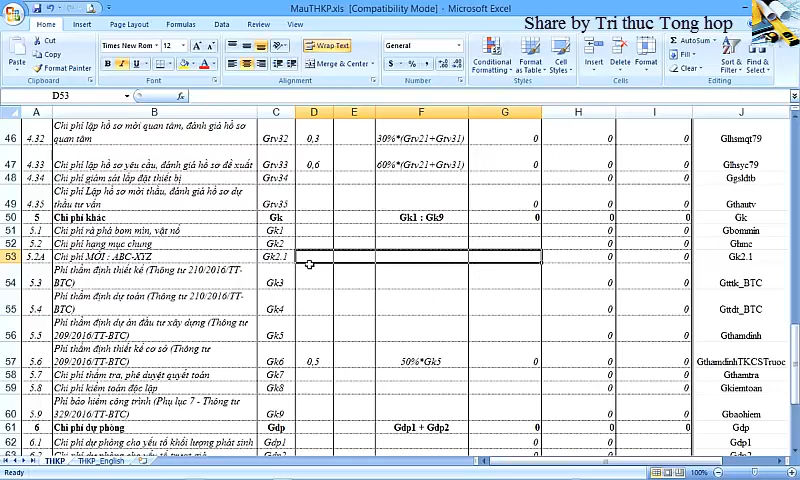 MauTHKP.xls [Compatibility Mode] - Microsoft Excel
Share by Tri thuc Tong hop
Home Insert Page Layout Formulas Data Review View
Cut
Copy
Format Painter
Paste
Clipboard
Times New Rom 12
B I U
Font
Wrap Text
Merge & Center
Alignment
General
$ % ,
Number
Conditional Formatting
Format as Table
Cell Styles
Styles
Insert Delete Format
Cells
AutoSum
Fill
Clear
Sort & Filter
Find & Select
Editing
D53 fx
A B C D E F G H I J
46 4.32 Chi phí lập hồ sơ mời quan tâm, đánh giá hồ sơ quan tâm Gtv32 0,3 30%*(Grv21+Grv31) 0 0 0 Glhsmqt79
47 4.33 Chi phí lập hồ sơ yêu cầu, đánh giá hồ sơ đề xuất Gtv33 0,6 60%*(Grv21+Grv31) 0 0 0 Glhsyc79
48 4.34 Chi phí giám sát lắp đặt thiết bị Gtv34 0 0 Ggsldtb
49 4.35 Chi phí Lập hồ sơ mời thầu, đánh giá hồ sơ dự thầu tư vấn Gtv35 0 0 Gthautv
50 5 Chi phí khác Gk Gk1 : Gk9 0 0 0 Gk
51 5.1 Chi phí rà phá bom mìn, vật nổ Gk1 0 0 Gbommin
52 5.2 Chi phí hạng mục chung Gk2 0 0 Ghmc
53 5.2A Chi phí MỚI : ABC-XYZ Gk2.1 0 0 Gk2.1
54 5.3 Phí thẩm định thiết kế (Thông tư 210/2016/TT-BTC) Gk3 0 0 Gttk_BTC
55 5.4 Phí thẩm định dự toán (Thông tư 210/2016/TT-BTC) Gk4 0 0 Gttdt_BTC
56 5.5 Phí thẩm định dự án đầu tư xây dựng (Thông tư 209/2016/TT-BTC) Gk5 0 0 Gthamdinh
57 5.6 Phí thẩm định thiết kế cơ sở (Thông tư 209/2016/TT-BTC) Gk6 0,5 50%*Gk5 0 0 0 GthamdinhTKCSTruoc
58 5.7 Chi phí thẩm tra, phê duyệt quyết toán Gk7 0 0 Gthamtra
59 5.8 Chi phí kiểm toán độc lập Gk8 0 0 Gkiemtoan
60 5.9 Phí bảo hiểm công trình (Phụ lục 7 - Thông tư 329/2016/TT-BTC) Gk9 0 0 Gbaohiem
61 6 Chi phí dự phòng Gdp Gdp1 + Gdp2 0 0 0 Gdp
62 6.1 Chi phí dự phòng cho yếu tố khối lượng phát sinh Gdp1 0 0 Gdp1
THKP THKP_English
Ready 100%